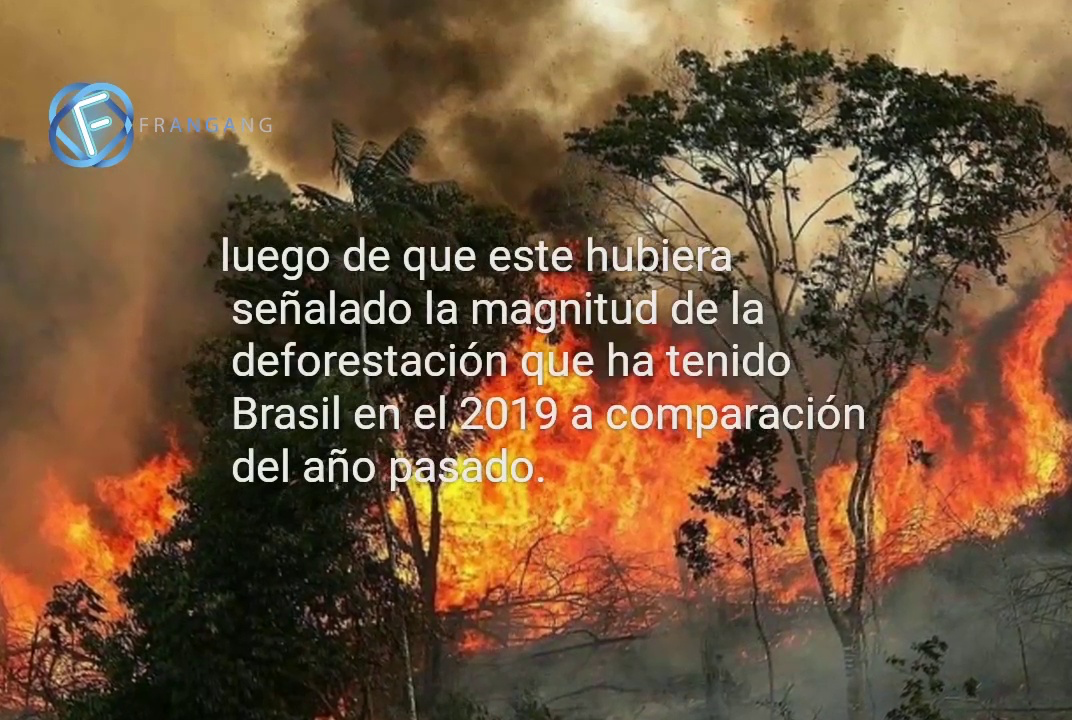 FRANGANG
luego de que este hubiera
señalado la magnitud de la
deforestación que ha tenido
Brasil en el 2019 a comparación
del año pasado.